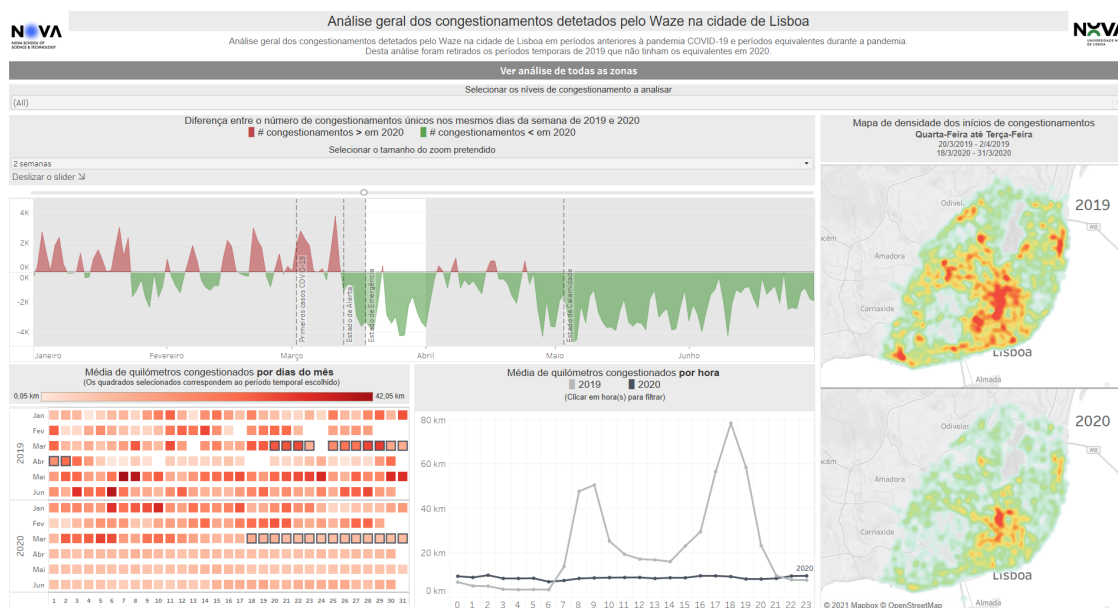 NOVA
NOVA SCHOOL OF
SCIENCE & TECHNOLOGY
Análise geral dos congestionamentos detetados pelo Waze na cidade de Lisboa
Análise geral dos congestionamentos detetados pelo Waze na cidade de Lisboa em períodos anteriores à pandemia COVID-19 e períodos equivalentes durante a pandemia.
Desta análise foram retirados os períodos temporais de 2019 que não tinham os equivalentes em 2020.
NOVA
Ver análise de todas as zonas
Selecionar os níveis de congestionamento a analisar
(All)
Diferença entre o número de congestionamentos únicos nos mesmos dias da semana de 2019 e 2020
# congestionamentos > em 2020 # congestionamentos < em 2020
Selecionar o tamanho do zoom pretendido
2 semanas
Deslizar o slider
4K
2K
0K
0K
-2K
-4K
Primeiros casos COVID-19
Estado de Alerta
Estado de Emergência
Estado de Calamidade
Janeiro Fevereiro Março Abril Maio Junho
Média de quilómetros congestionados por dias do mês
(Os quadrados selecionados correspondem ao período temporal escolhido)
0,05 km 42,05 km
2019
Jan
Fev
Mar
Abr
Mai
Jun
2020
Jan
Fev
Mar
Abr
Mai
Jun
1 2 3 4 5 6 7 8 9 10 11 12 13 14 15 16 17 18 19 20 21 22 23 24 25 26 27 28 29 30 31
Média de quilómetros congestionados por hora
2019 2020
(Clicar em hora(s) para filtrar)
80 km
60 km
40 km
20 km
0 km
2020
0 1 2 3 4 5 6 7 8 9 10 11 12 13 14 15 16 17 18 19 20 21 22 23
Mapa de densidade dos inícios de congestionamentos
Quarta-Feira até Terça-Feira
20/3/2019 - 2/4/2019
18/3/2020 - 31/3/2020
2019
Odivelas
A12
Amadora
Carnaxide
Lisboa
Almada
2020
Odivelas
A12
Amadora
Carnaxide
Lisboa
Almada
© 2021 Mapbox © OpenStreetMap